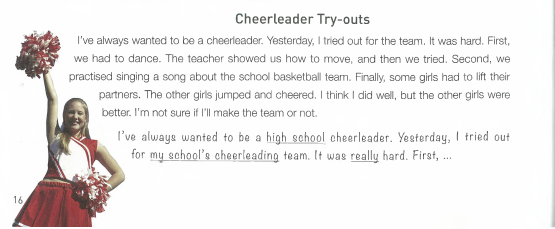 Cheerleader Try-outs
I've always wanted to be a cheerleader. Yesterday, I tried out for the team. It was hard. First,
we had to dance. The teacher showed us how to move, and then we tried. Second, we
practised singing a song about the school basketball team. Finally, some girls had to lift their
partners. The other girls jumped and cheered. I think I did well, but the other girls were
better. I'm not sure if I'll make the team or not.
I've always wanted to be a high school cheerleader. Yesterday, I tried out
for my school's cheerleading team. It was really hard. First, ...
16